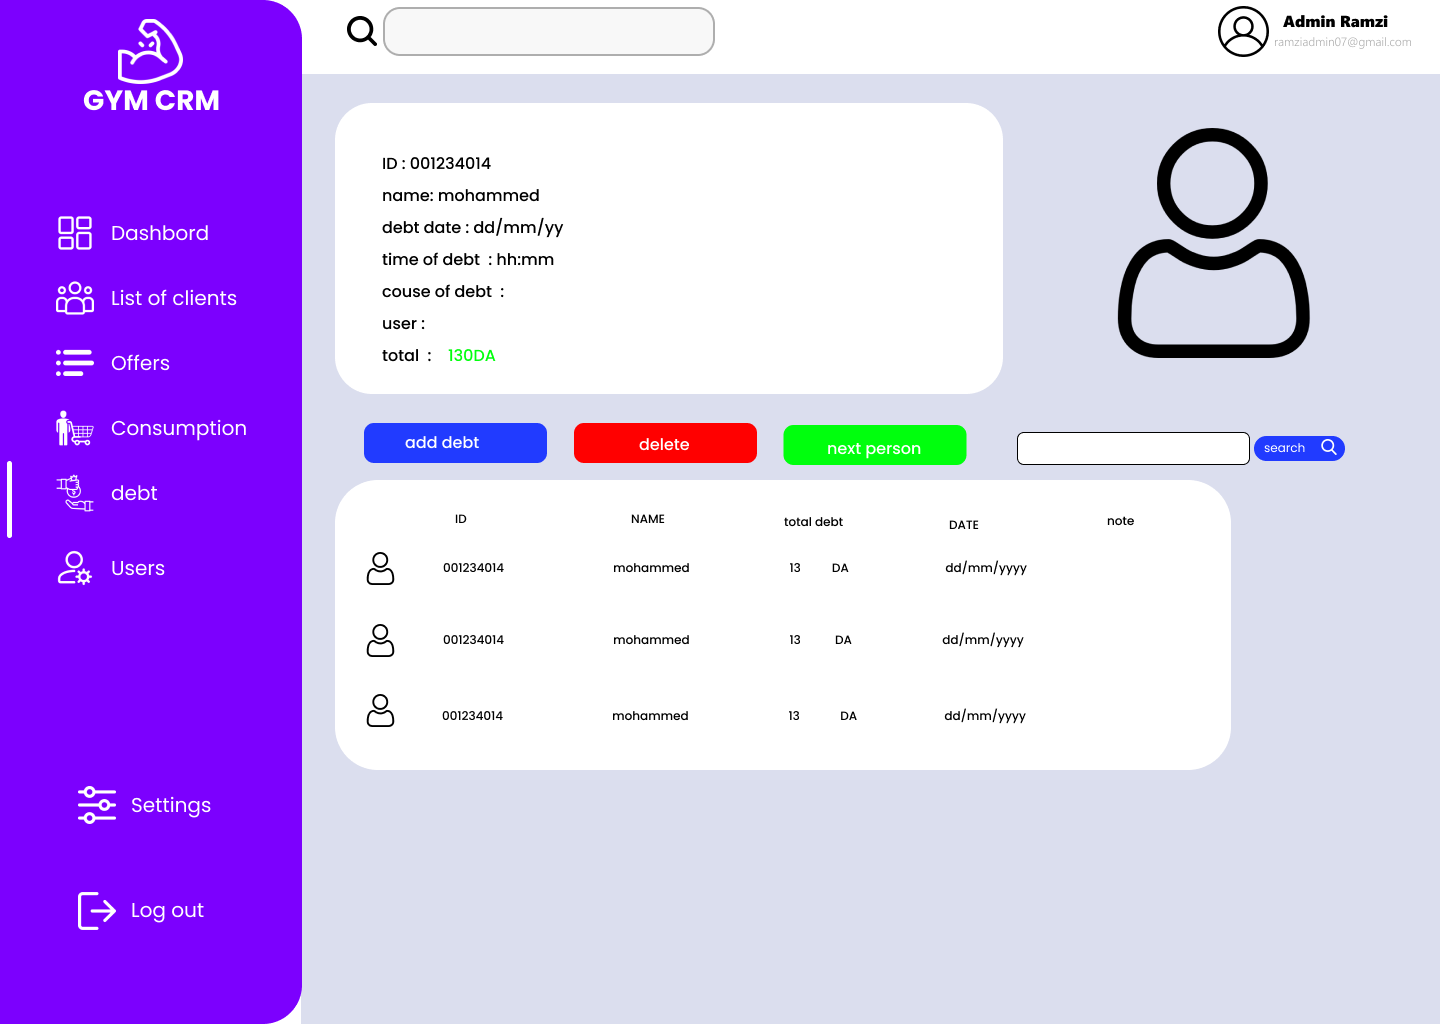 GYM CRM
Dashbord
List of clients
Offers
Consumption
debt
Users
Settings
Log out
Admin Ramzi
ramziadmin07@gmail.com
ID : 001234014
name: mohammed
debt date : dd/mm/yy
time of debt  : hh:mm
couse of debt  :
user :
total  :   130DA
add debt
delete
next person
search
ID NAME total debt DATE note
001234014 mohammed 13 DA dd/mm/yyyy
001234014 mohammed 13 DA dd/mm/yyyy
001234014 mohammed 13 DA dd/mm/yyyy